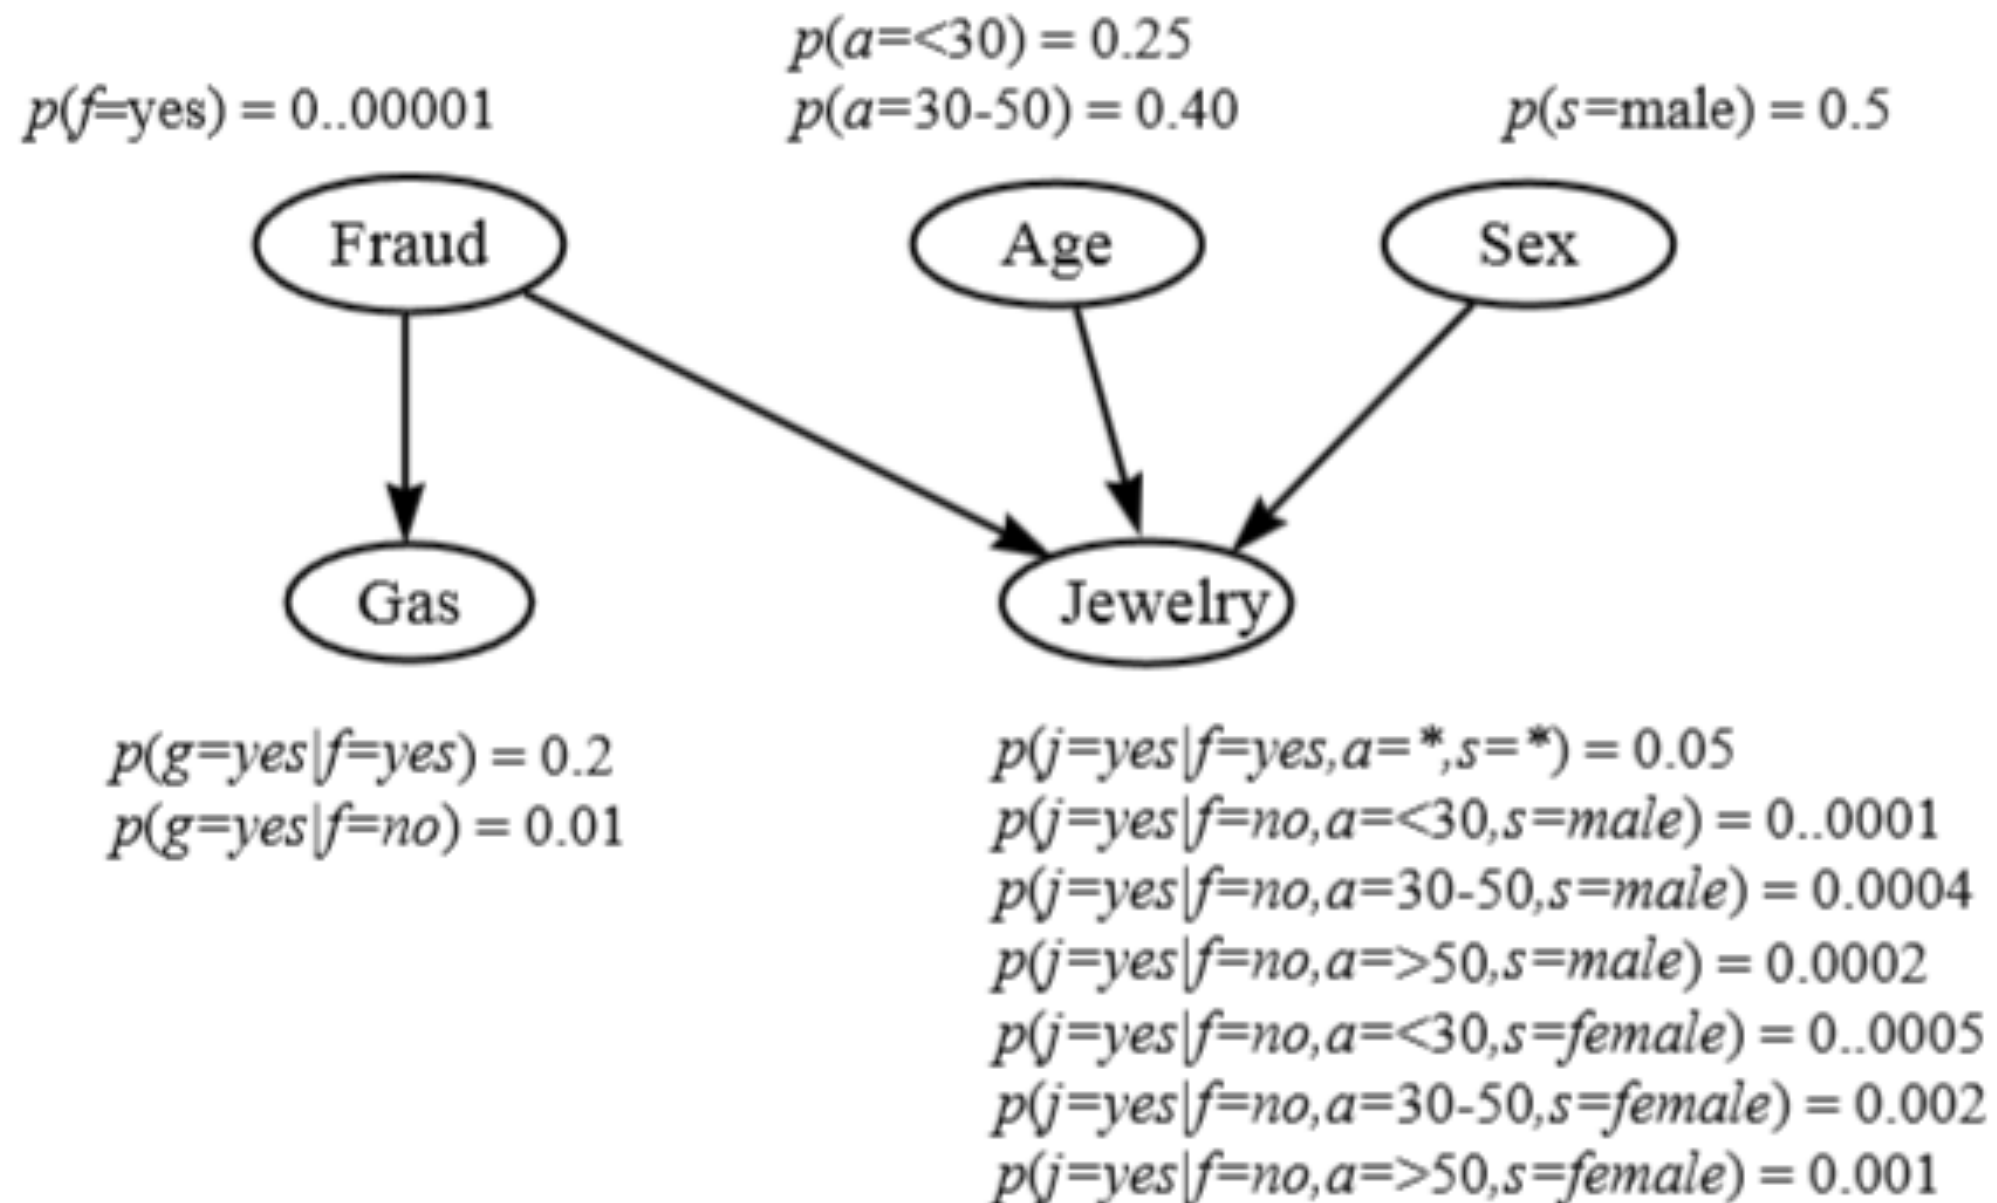 p(a=<30) = 0.25
p(f=yes) = 0..00001
p(a=30-50) = 0.40
p(s=male) = 0.5
Fraud
Age
Sex
Gas
Jewelry
p(g=yes|f=yes) = 0.2
p(g=yes|f=no) = 0.01
p(j=yes|f=yes,a=*,s=*) = 0.05
p(j=yes|f=no,a=<30,s=male) = 0..0001
p(j=yes|f=no,a=30-50,s=male) = 0.0004
p(j=yes|f=no,a=>50,s=male) = 0.0002
p(j=yes|f=no,a=<30,s=female) = 0..0005
p(j=yes|f=no,a=30-50,s=female) = 0.002
p(j=yes|f=no,a=>50,s=female) = 0.001